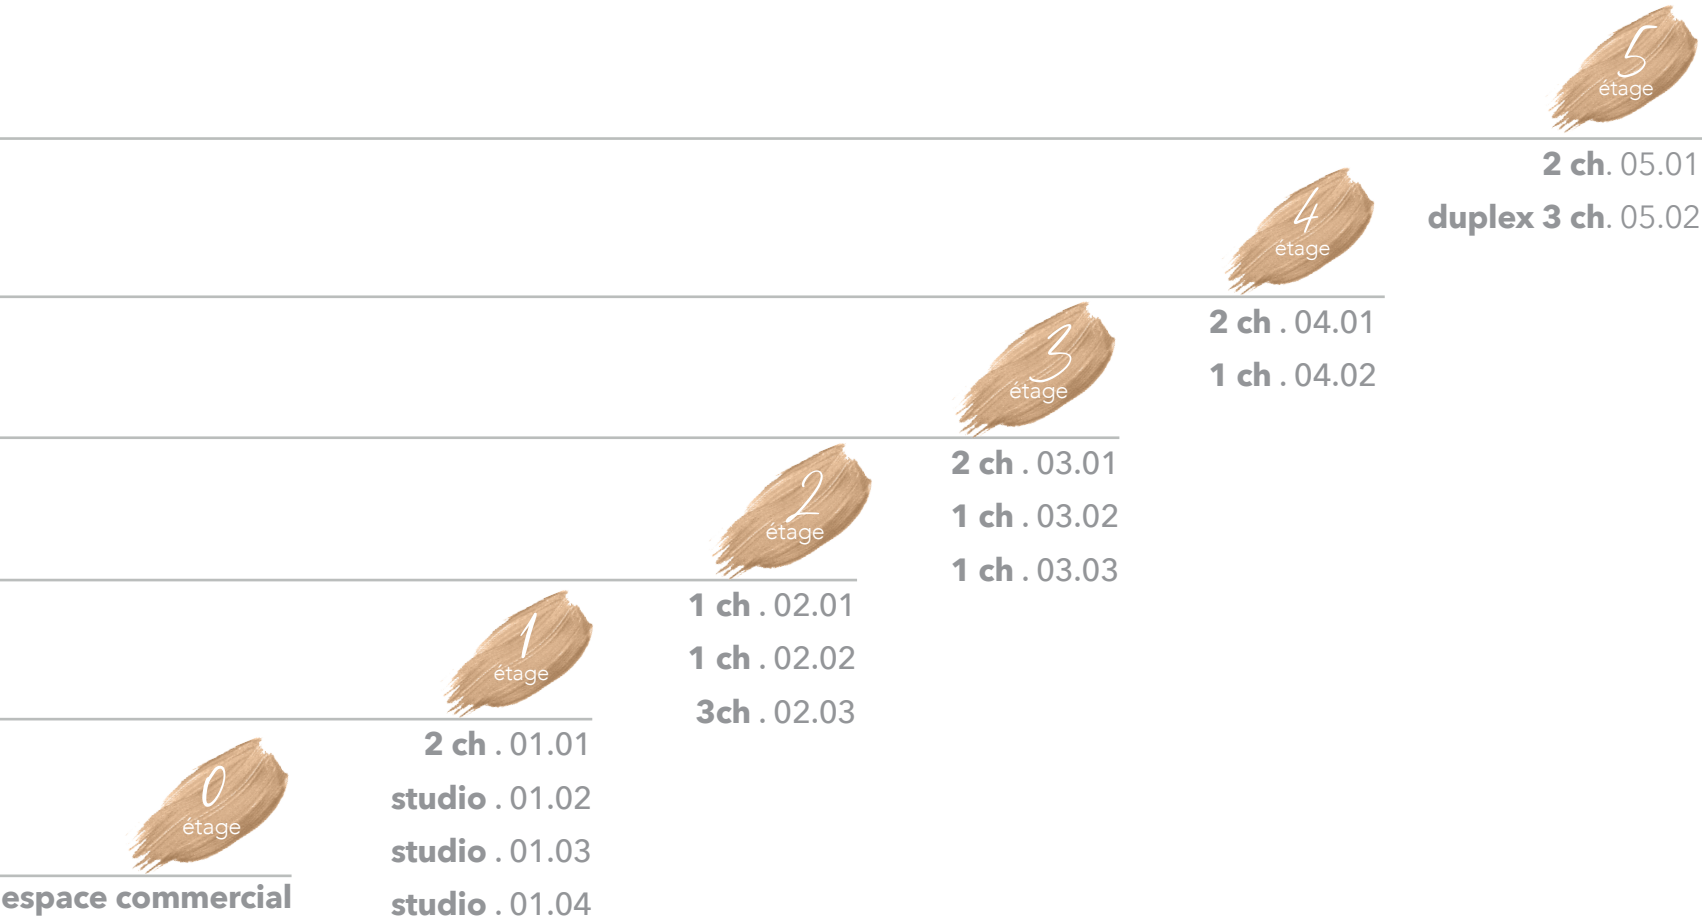 5
étage
2 ch. 05.01
duplex 3 ch. 05.02
4
étage
2 ch . 04.01
1 ch . 04.02
3
étage
2 ch . 03.01
1 ch . 03.02
1 ch . 03.03
2
étage
1 ch . 02.01
1 ch . 02.02
3ch . 02.03
1
étage
2 ch . 01.01
studio . 01.02
studio . 01.03
studio . 01.04
0
étage
espace commercial